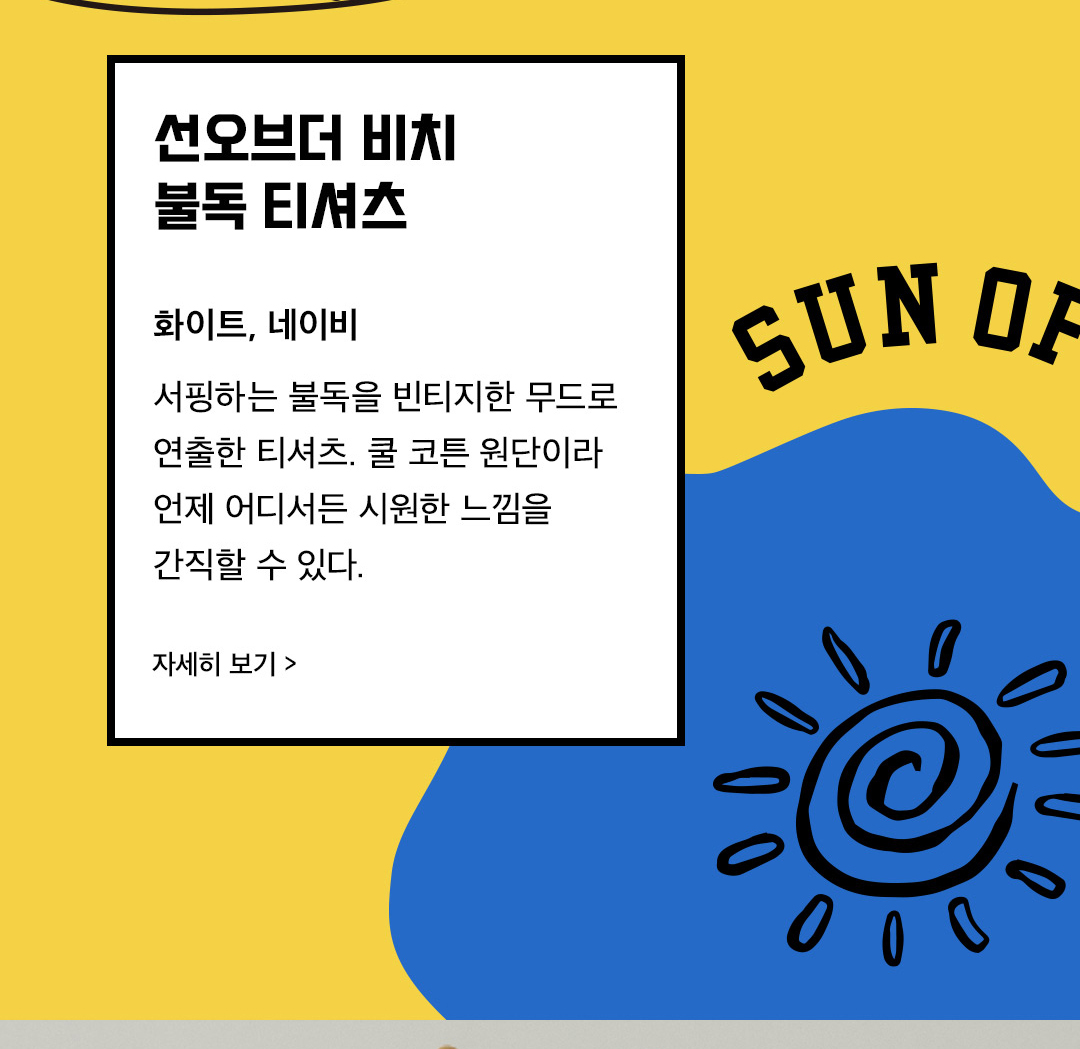 선오브더 비치
불독 티셔츠
화이트, 네이비
서핑하는 불독을 빈티지한 무드로
연출한 티셔츠. 쿨 코튼 원단이라
언제 어디서든 시원한 느낌을
간직할 수 있다.
자세히 보기 >
SUN OF